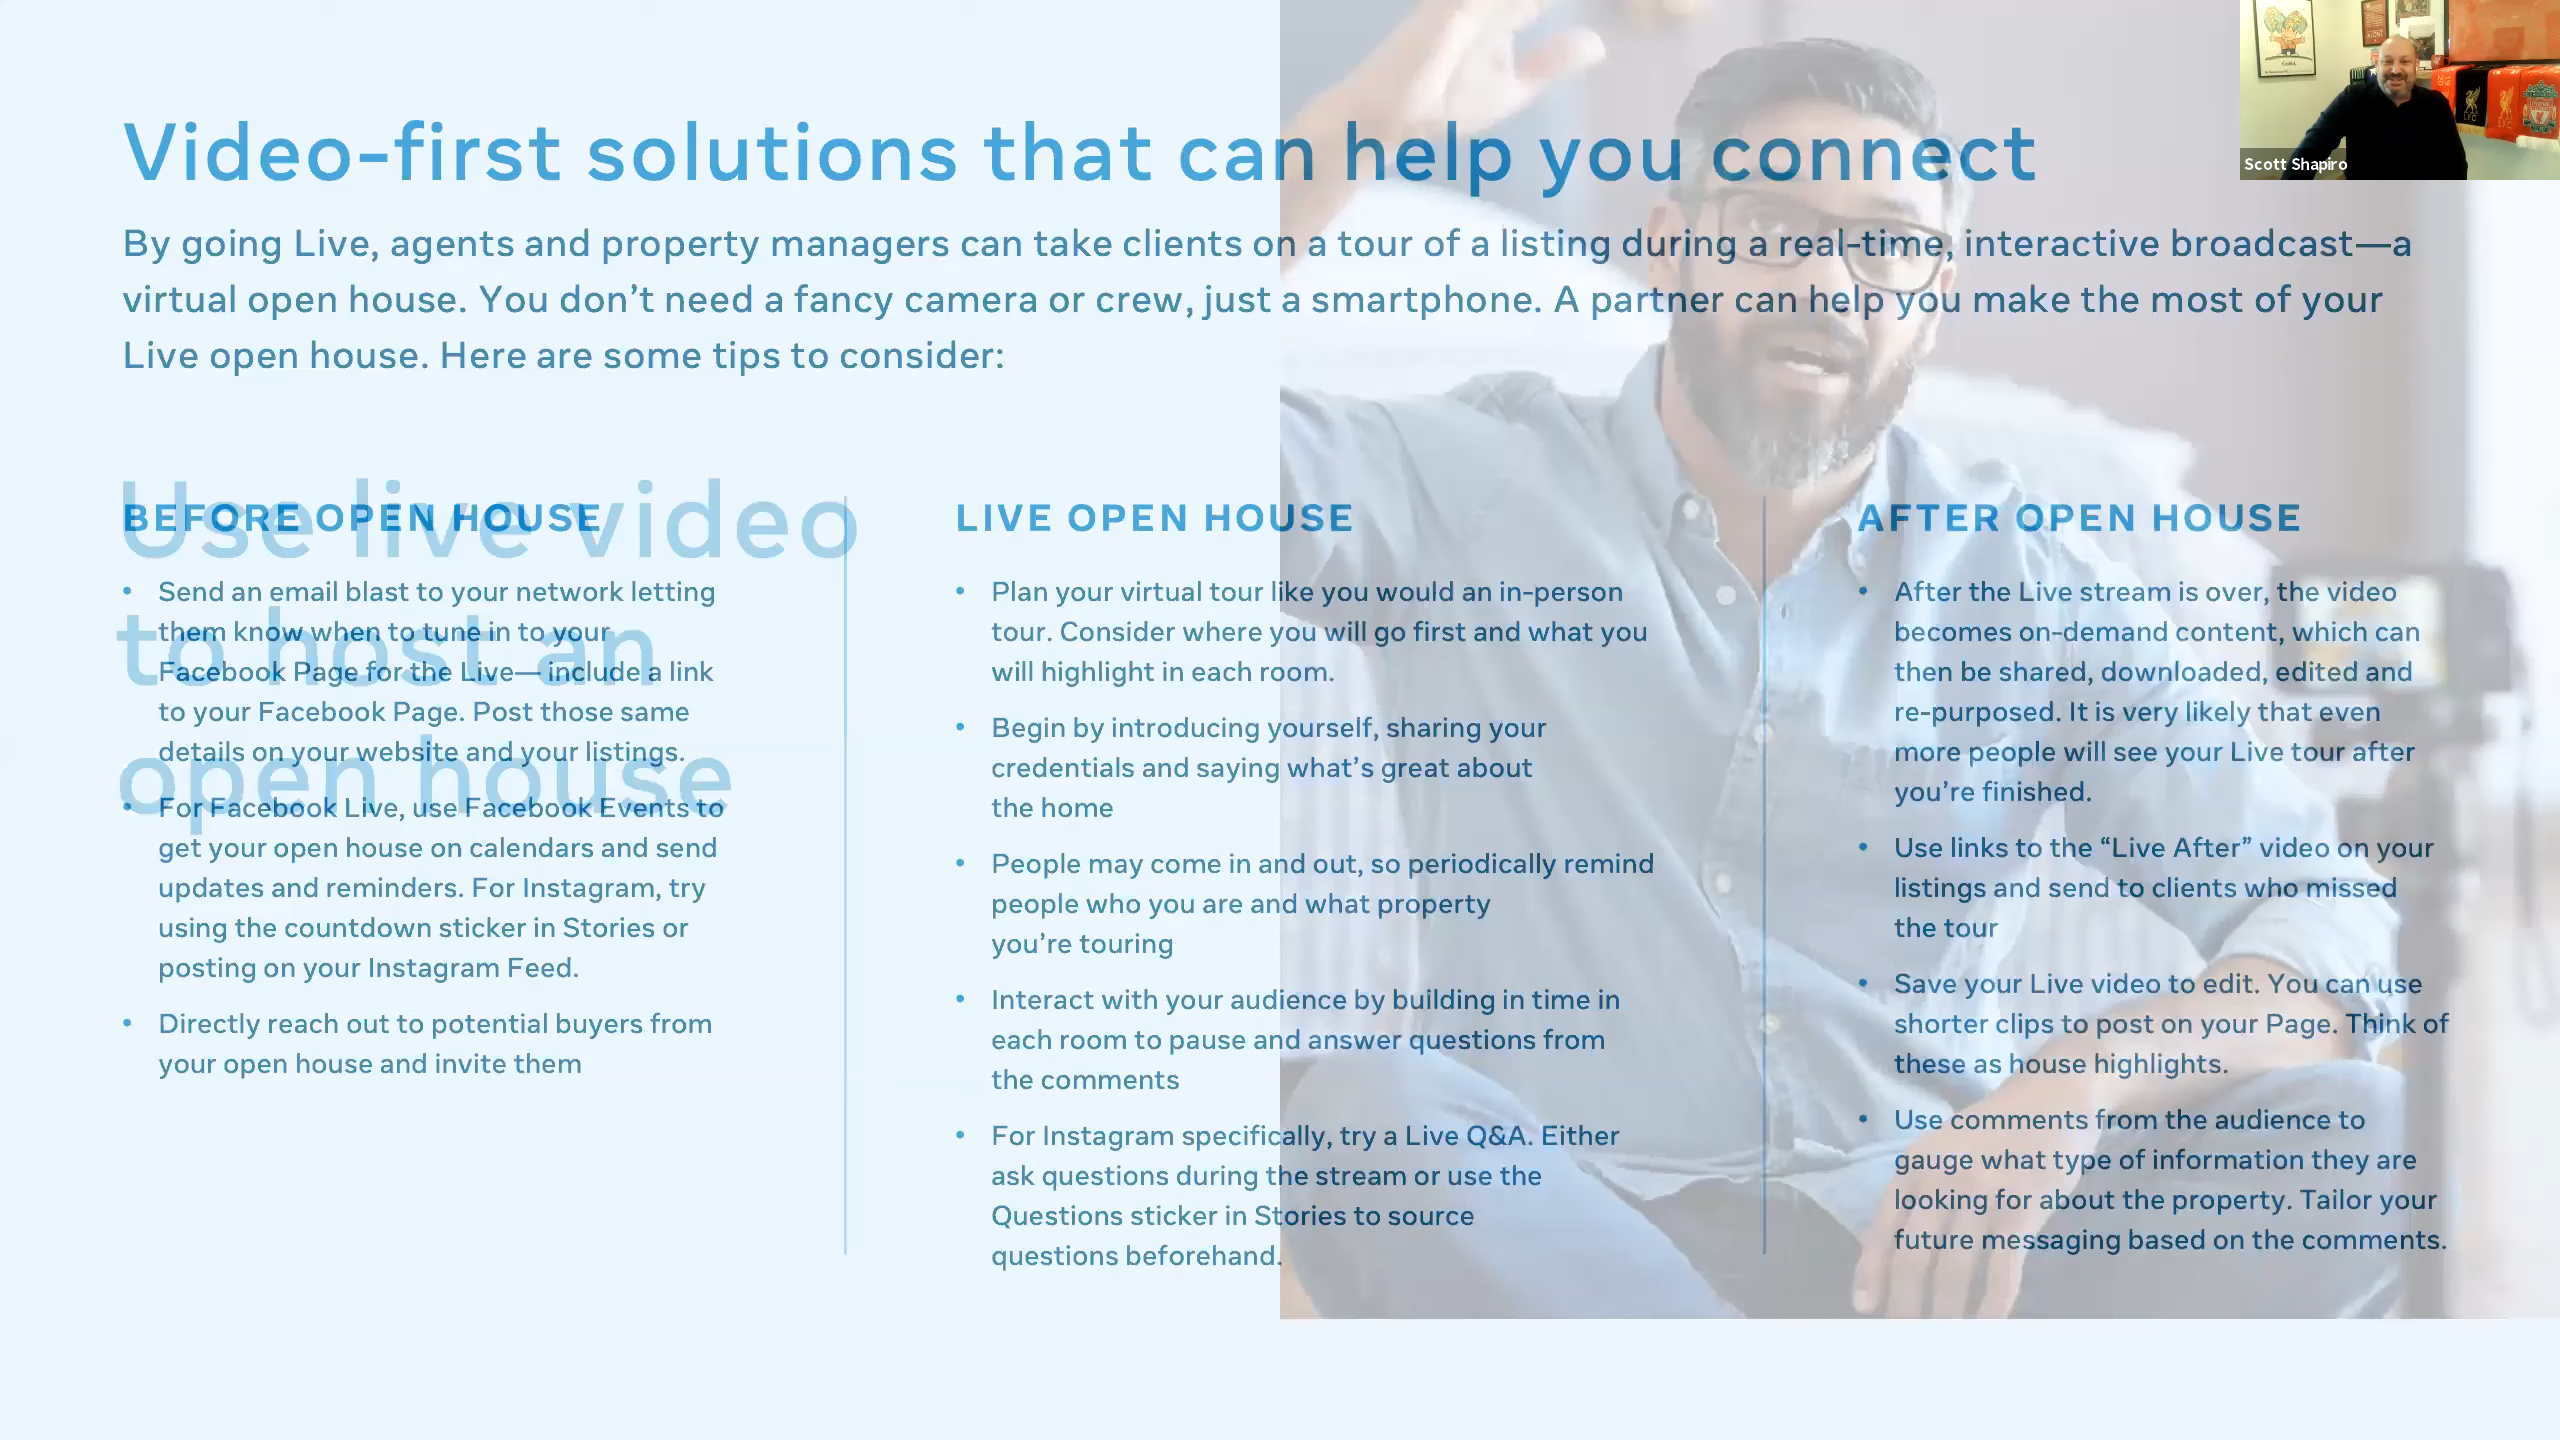 Scott Shapiro
Video-first solutions that can help you connect
By going Live, agents and property managers can take clients on a tour of a listing during a real-time, interactive broadcast—a
virtual open house. You don’t need a fancy camera or crew, just a smartphone. A partner can help you make the most of your
Live open house. Here are some tips to consider:
Use live video
to host an
open house
BEFORE OPEN HOUSE
• Send an email blast to your network letting
them know when to tune in to your
Facebook Page for the Live— include a link
to your Facebook Page. Post those same
details on your website and your listings.
• For Facebook Live, use Facebook Events to
get your open house on calendars and send
updates and reminders. For Instagram, try
using the countdown sticker in Stories or
posting on your Instagram Feed.
• Directly reach out to potential buyers from
your open house and invite them
LIVE OPEN HOUSE
• Plan your virtual tour like you would an in-person
tour. Consider where you will go first and what you
will highlight in each room.
• Begin by introducing yourself, sharing your
credentials and saying what’s great about
the home
• People may come in and out, so periodically remind
people who you are and what property
you’re touring
• Interact with your audience by building in time in
each room to pause and answer questions from
the comments
• For Instagram specifically, try a Live Q&A. Either
ask questions during the stream or use the
Questions sticker in Stories to source
questions beforehand.
AFTER OPEN HOUSE
• After the Live stream is over, the video
becomes on-demand content, which can
then be shared, downloaded, edited and
re-purposed. It is very likely that even
more people will see your Live tour after
you’re finished.
• Use links to the “Live After” video on your
listings and send to clients who missed
the tour
• Save your Live video to edit. You can use
shorter clips to post on your Page. Think of
these as house highlights.
• Use comments from the audience to
gauge what type of information they are
looking for about the property. Tailor your
future messaging based on the comments.